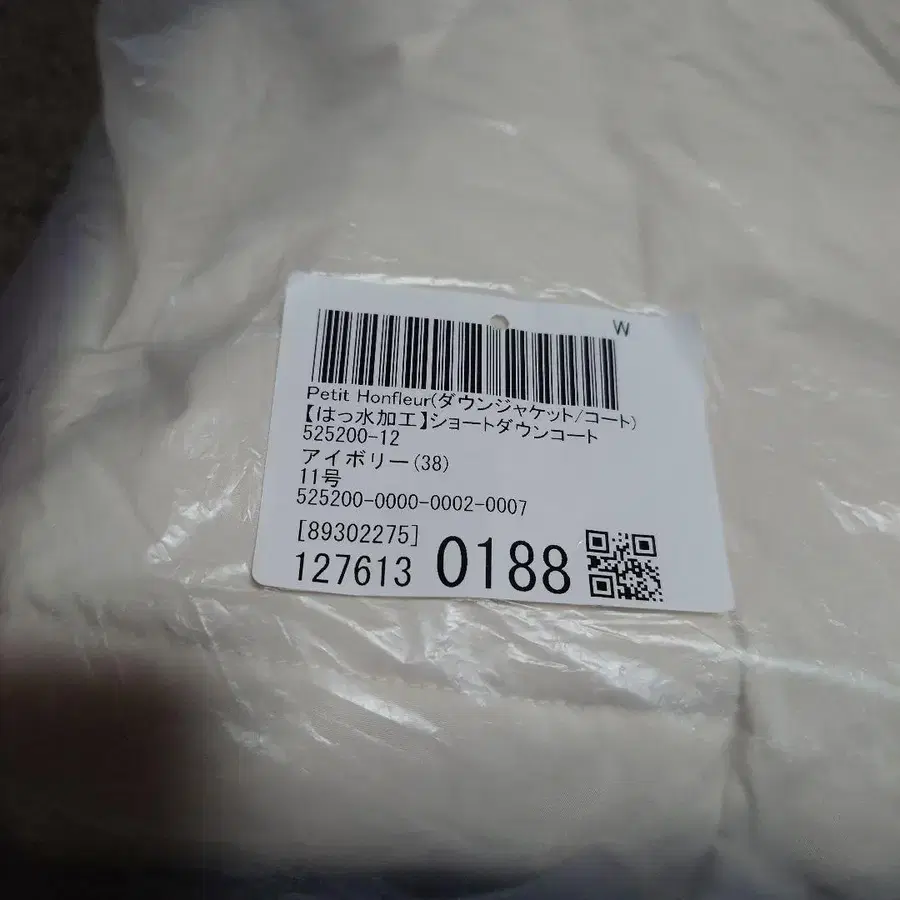 W
Petit Honfleur(ダウンジャケット/コート)
【はっ水加工】ショートダウンコート
525200-12
アイボリー(38)
11号
525200-0000-0002-0007
[89302275]
127613 0188